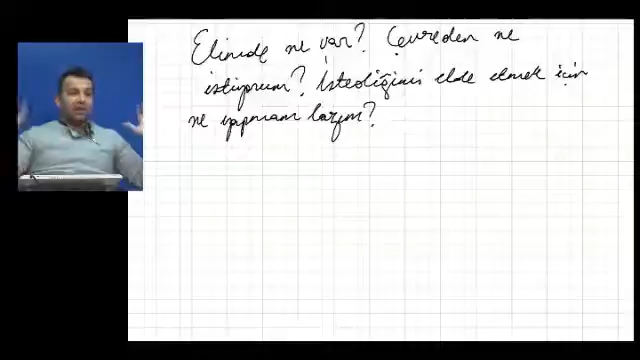 Elimde ne var? Çevreden ne
istiyorum? İstediğimi elde etmek için
ne yapmam lazım?